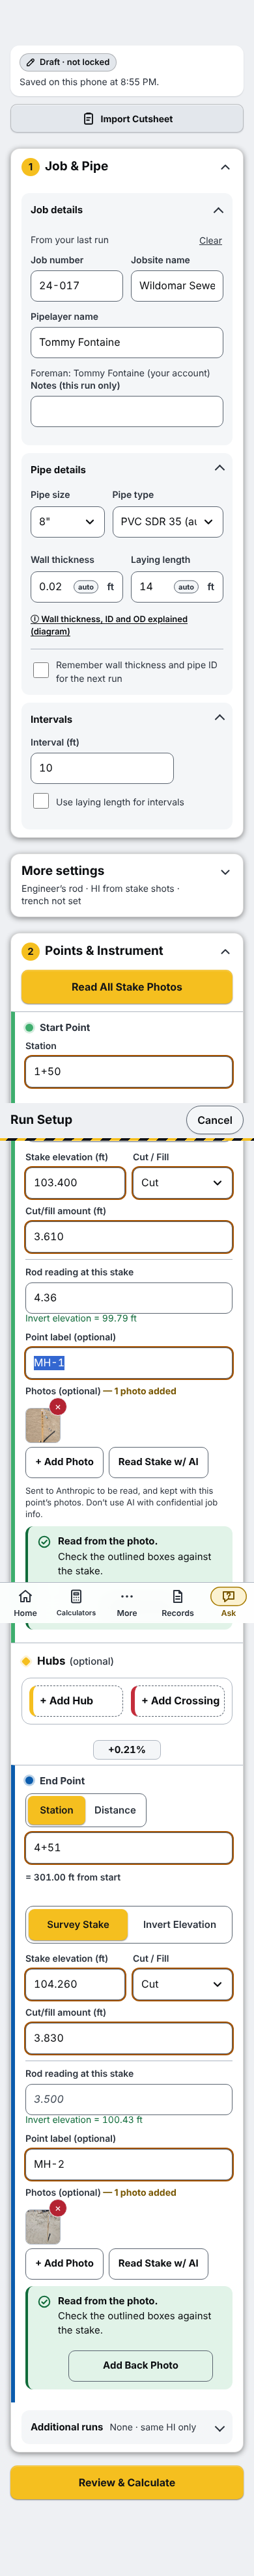 Draft · not locked
Saved on this phone at 8:55 PM.
Import Cutsheet
1 Job & Pipe
Job details
From your last run Clear
Job number Jobsite name
24-017 Wildomar Sewe
Pipelayer name
Tommy Fontaine
Foreman: Tommy Fontaine (your account)
Notes (this run only)
Pipe details
Pipe size Pipe type
8" PVC SDR 35 (au
Wall thickness Laying length
0.02 auto ft 14 auto ft
ⓘ Wall thickness, ID and OD explained
(diagram)
Remember wall thickness and pipe ID
for the next run
Intervals
Interval (ft)
10
Use laying length for intervals
More settings
Engineer's rod · HI from stake shots ·
trench not set
2 Points & Instrument
Read All Stake Photos
Start Point
Station
1+50
Run Setup Cancel
Stake elevation (ft) Cut / Fill
103.400 Cut
Cut/fill amount (ft)
3.610
Rod reading at this stake
4.36
Invert elevation = 99.79 ft
Point label (optional)
MH-1
Photos (optional) — 1 photo added
×
+ Add Photo Read Stake w/ AI
Sent to Anthropic to be read, and kept with this
point's photos. Don't use AI with confidential job
info.
Read from the photo.
Check the outlined boxes against
the stake.
Home Calculators More Records Ask
Hubs (optional)
+ Add Hub + Add Crossing
+0.21%
End Point
Station Distance
4+51
= 301.00 ft from start
Survey Stake Invert Elevation
Stake elevation (ft) Cut / Fill
104.260 Cut
Cut/fill amount (ft)
3.830
Rod reading at this stake
3.500
Invert elevation = 100.43 ft
Point label (optional)
MH-2
Photos (optional) — 1 photo added
×
+ Add Photo Read Stake w/ AI
Read from the photo.
Check the outlined boxes against
the stake.
Add Back Photo
Additional runs None · same HI only
Review & Calculate